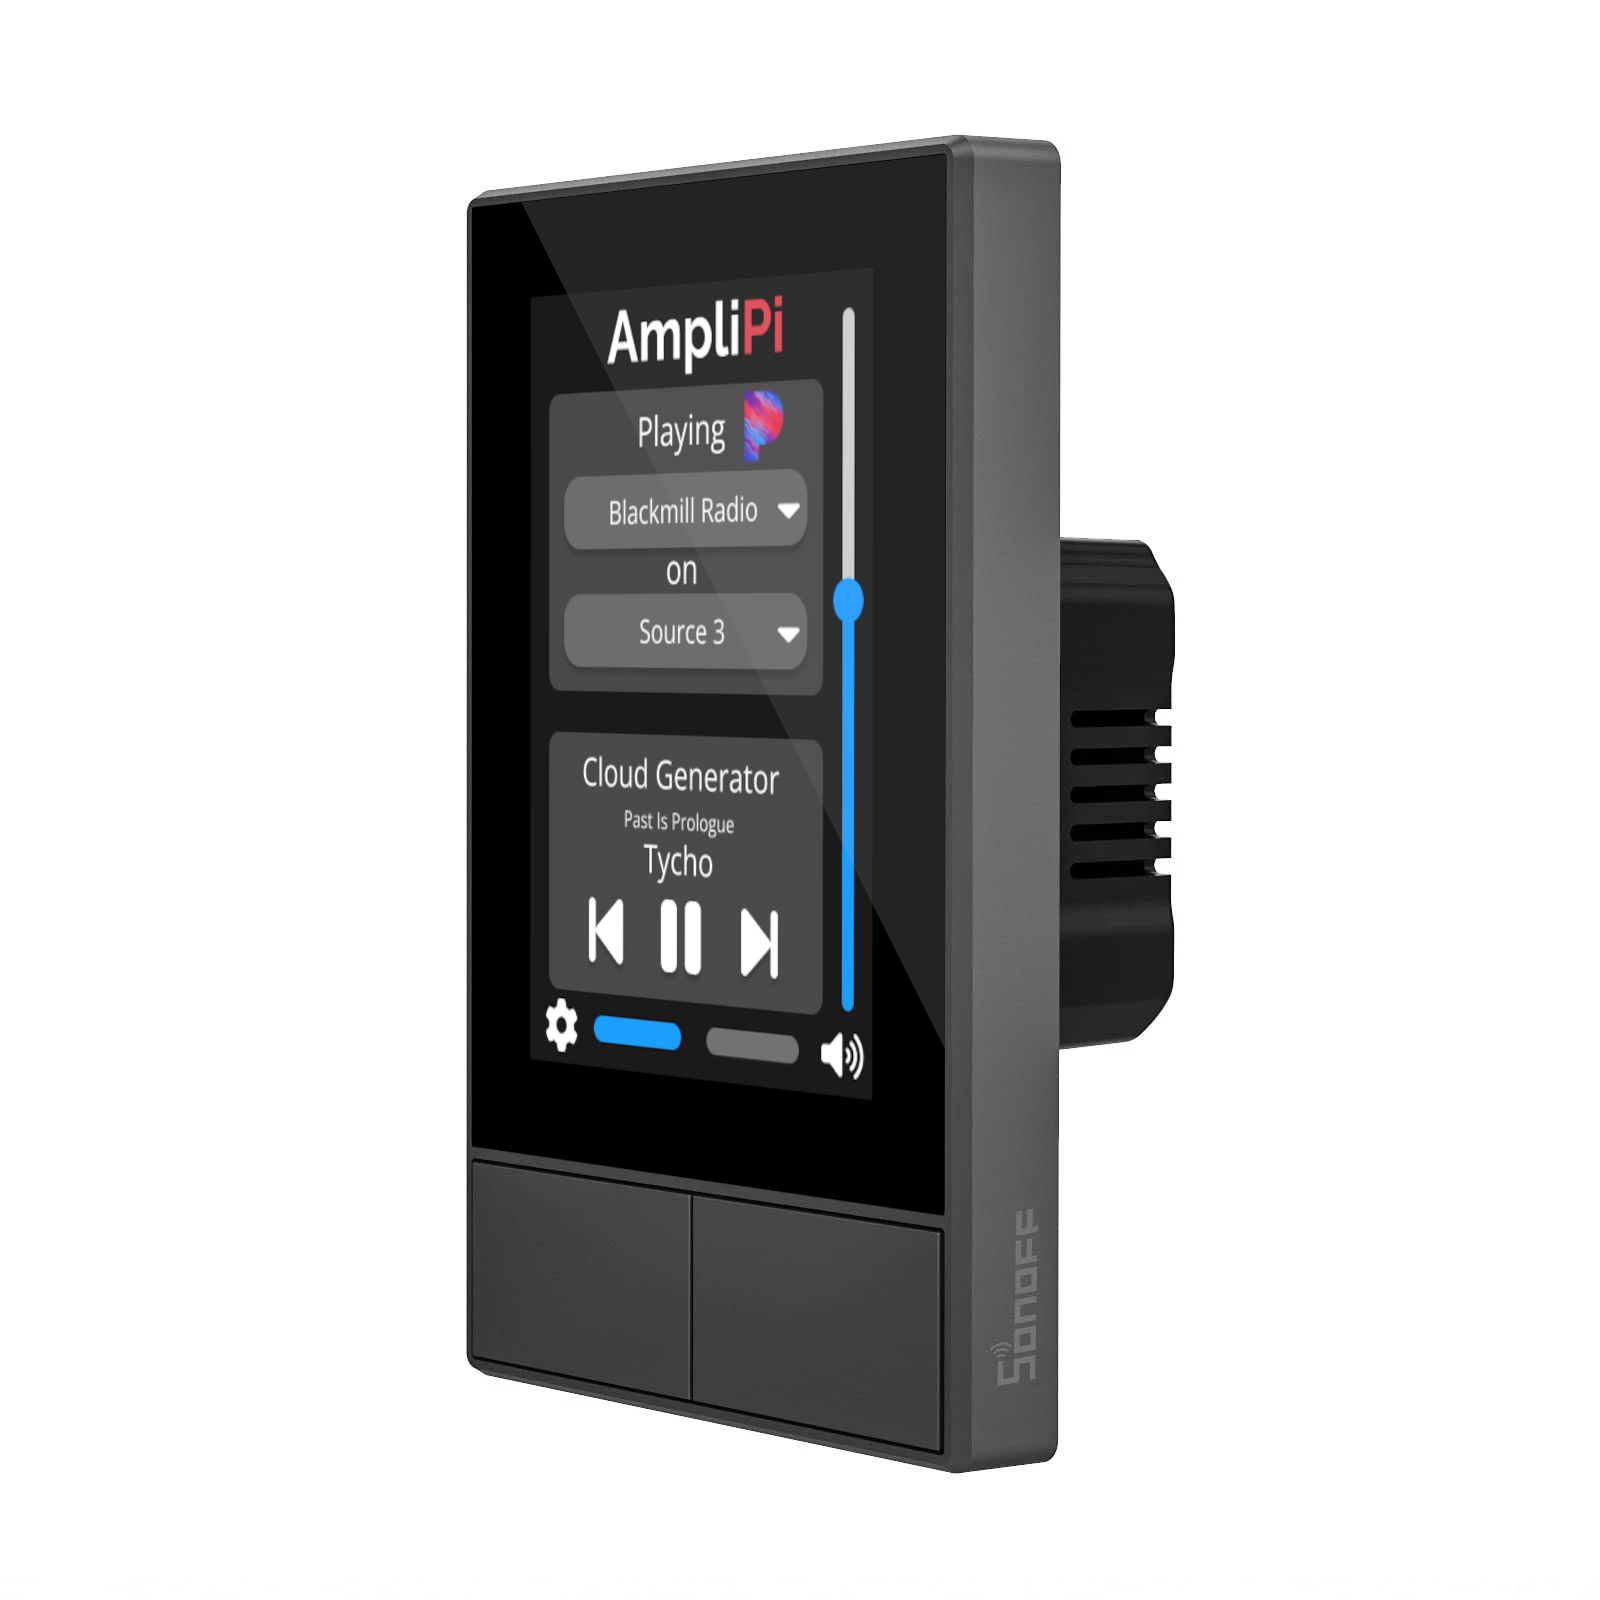 AmpliPi
Playing
Blackmill Radio
on
Source 3
Cloud Generator
Past Is Prologue
Tycho
SONOFF